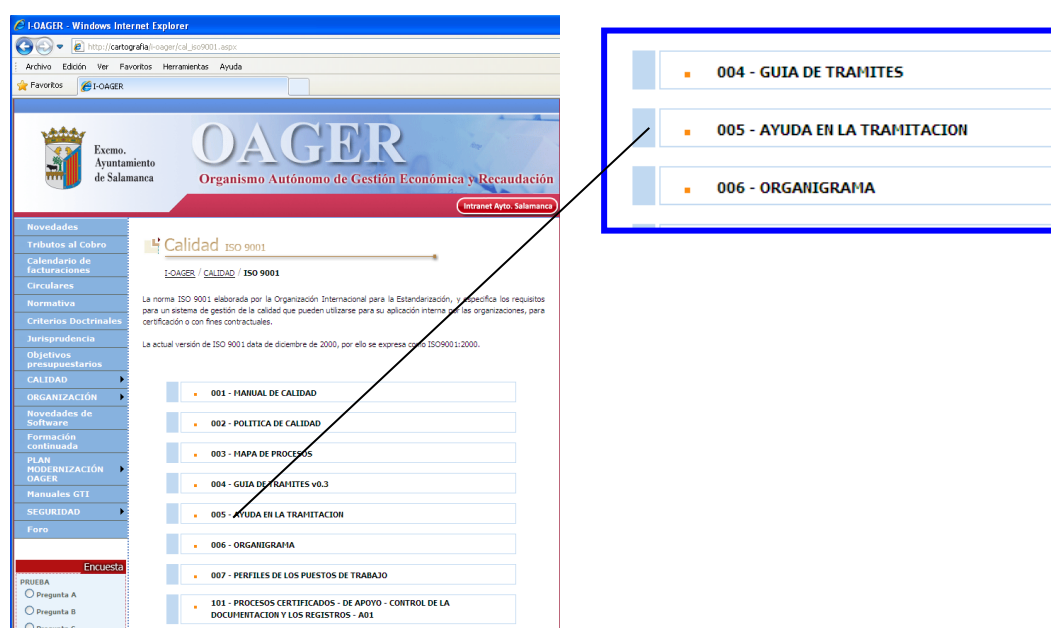 I-OAGER - Windows Internet Explorer
http://cartografia/i-oager/cal_iso9001.aspx
Archivo Edición Ver Favoritos Herramientas Ayuda
Favoritos I-OAGER
Excmo.
Ayuntamiento
de Salamanca
OAGER
Organismo Autónomo de Gestión Económica y Recaudación
Intranet Ayto. Salamanca
Novedades
Tributos al Cobro
Calendario de
facturaciones
Circulares
Normativa
Criterios Doctrinales
Jurisprudencia
Objetivos
presupuestarios
CALIDAD
ORGANIZACIÓN
Novedades de
Software
Formación
continuada
PLAN
MODERNIZACIÓN
OAGER
Manuales GTI
SEGURIDAD
Foro
Encuesta
PRUEBA
Pregunta A
Pregunta B
Calidad ISO 9001
I-OAGER / CALIDAD / ISO 9001
La norma ISO 9001 elaborada por la Organización Internacional para la Estandarización, y especifica los requisitos
para un sistema de gestión de la calidad que pueden utilizarse para su aplicación interna por las organizaciones, para
certificación o con fines contractuales.
La actual versión de ISO 9001 data de diciembre de 2000, por ello se expresa como ISO9001:2000.
001 - MANUAL DE CALIDAD
002 - POLITICA DE CALIDAD
003 - MAPA DE PROCESOS
004 - GUIA DE TRAMITES v0.3
005 - AYUDA EN LA TRAMITACION
006 - ORGANIGRAMA
007 - PERFILES DE LOS PUESTOS DE TRABAJO
101 - PROCESOS CERTIFICADOS - DE APOYO - CONTROL DE LA
DOCUMENTACION Y LOS REGISTROS - A01
004 - GUIA DE TRAMITES
005 - AYUDA EN LA TRAMITACION
006 - ORGANIGRAMA